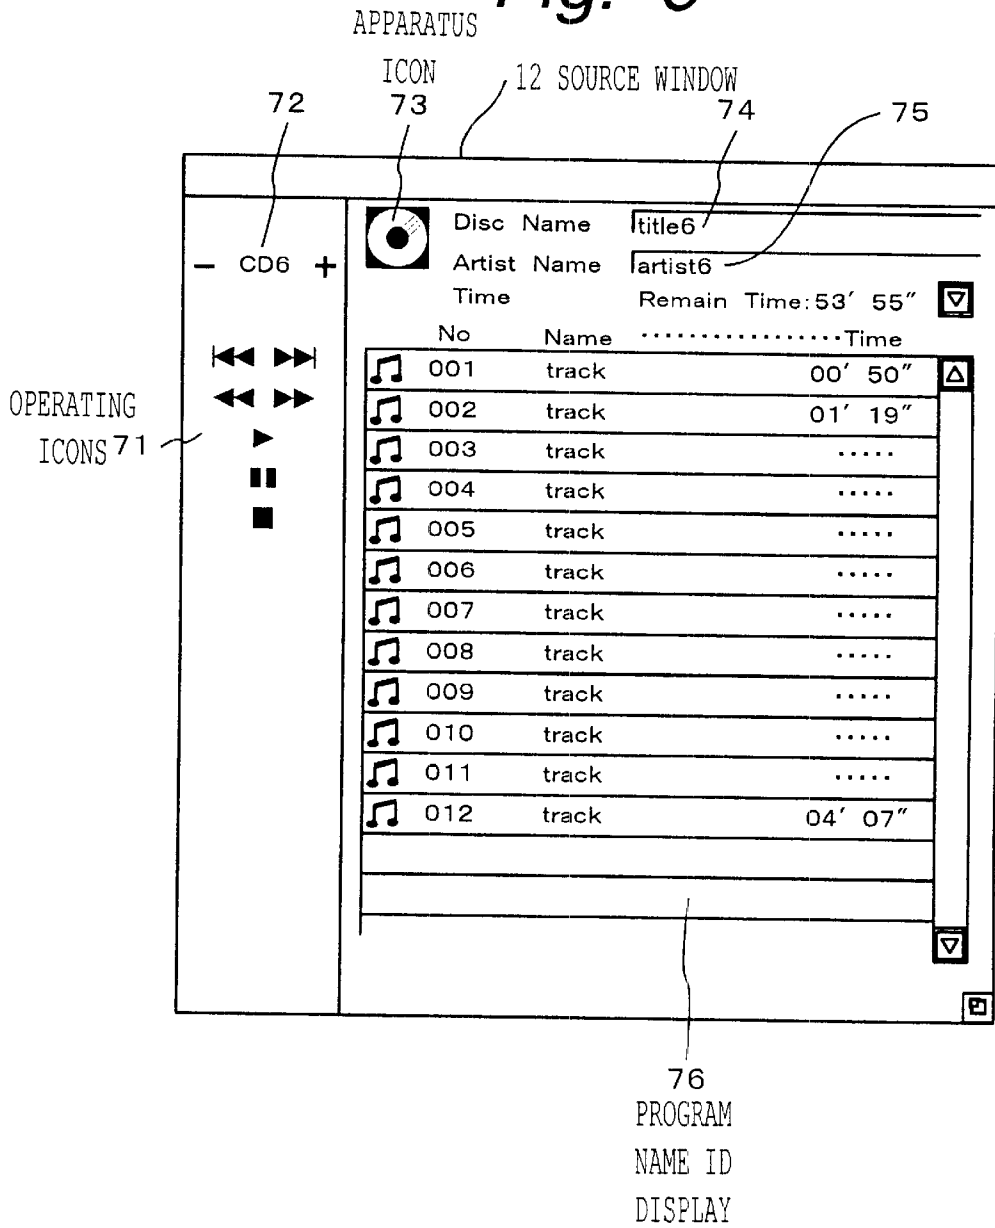 APPARATUS
ICON
12 SOURCE WINDOW
72
73
74
75
Disc Name title6
- CD6 +
Artist Name artist6
Time Remain Time:53′ 55″
No Name ·················Time
001 track 00′ 50″
002 track 01′ 19″
003 track ·····
004 track ·····
005 track ·····
006 track ·····
007 track ·····
008 track ·····
009 track ·····
010 track ·····
011 track ·····
012 track 04′ 07″
OPERATING
ICONS 71
76
PROGRAM
NAME ID
DISPLAY